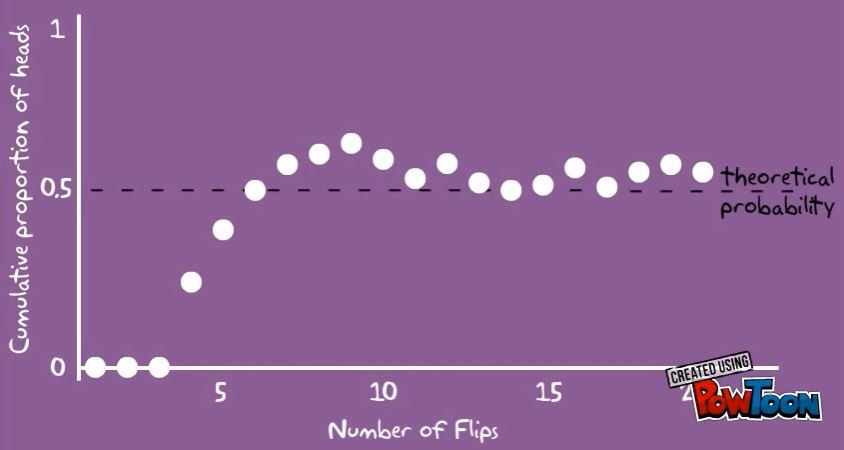 Cumulative proportion of heads
1
0.5
0
theoretical
probability
5
10
15
Number of Flips
CREATED USING
POWTOON